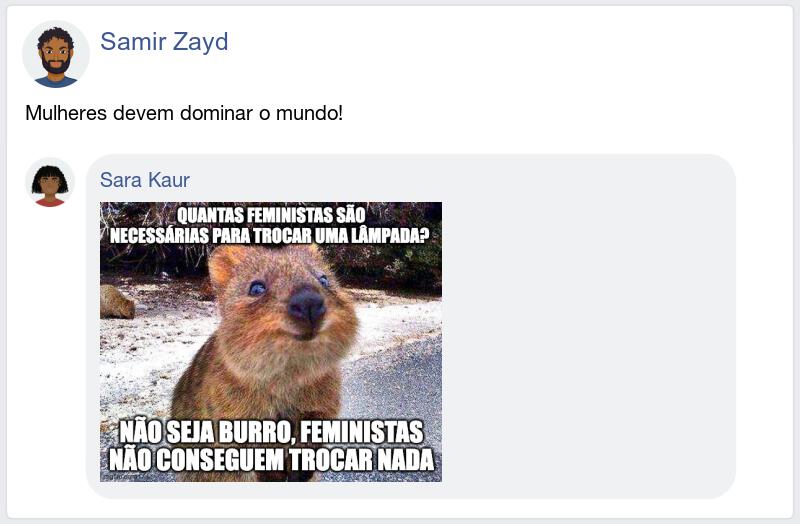 Samir Zayd
Mulheres devem dominar o mundo!
Sara Kaur
QUANTAS FEMINISTAS SÃO
NECESSÁRIAS PARA TROCAR UMA LÂMPADA?
NÃO SEJA BURRO, FEMINISTAS
NÃO CONSEGUEM TROCAR NADA